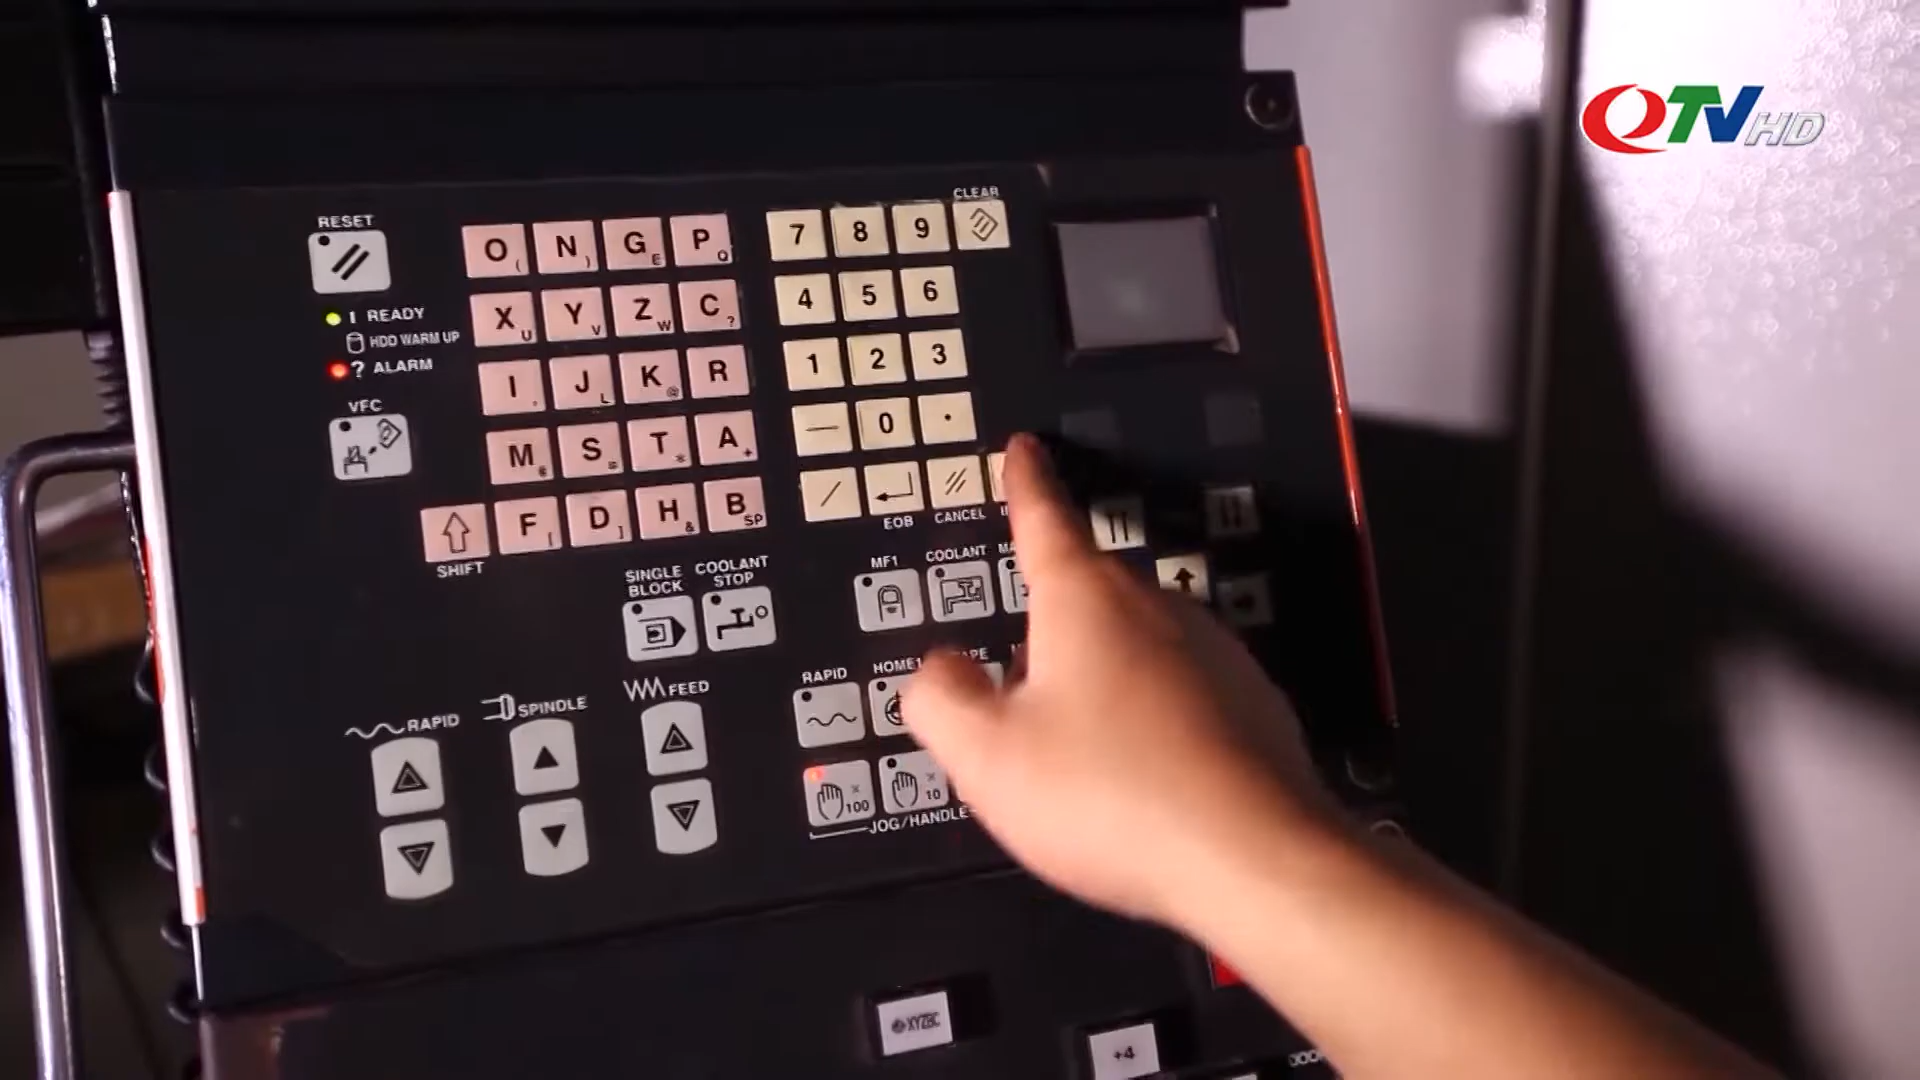 QTV HD
CLEAR
RESET
O ( N ) G E P Q 7 8 9
X U Y V Z W C ? 4 5 6
I , J L K @ R 1 2 3
M # S = T * A + — 0 .
F [ D ] H & B SP /
SHIFT
I READY
HDD WARM UP
? ALARM
VFC
EOB CANCEL
SINGLE BLOCK
COOLANT STOP
MF1 COOLANT
RAPID SPINDLE FEED
RAPID HOME1
×100 ×10
JOG/HANDLE
XYZBC
+4